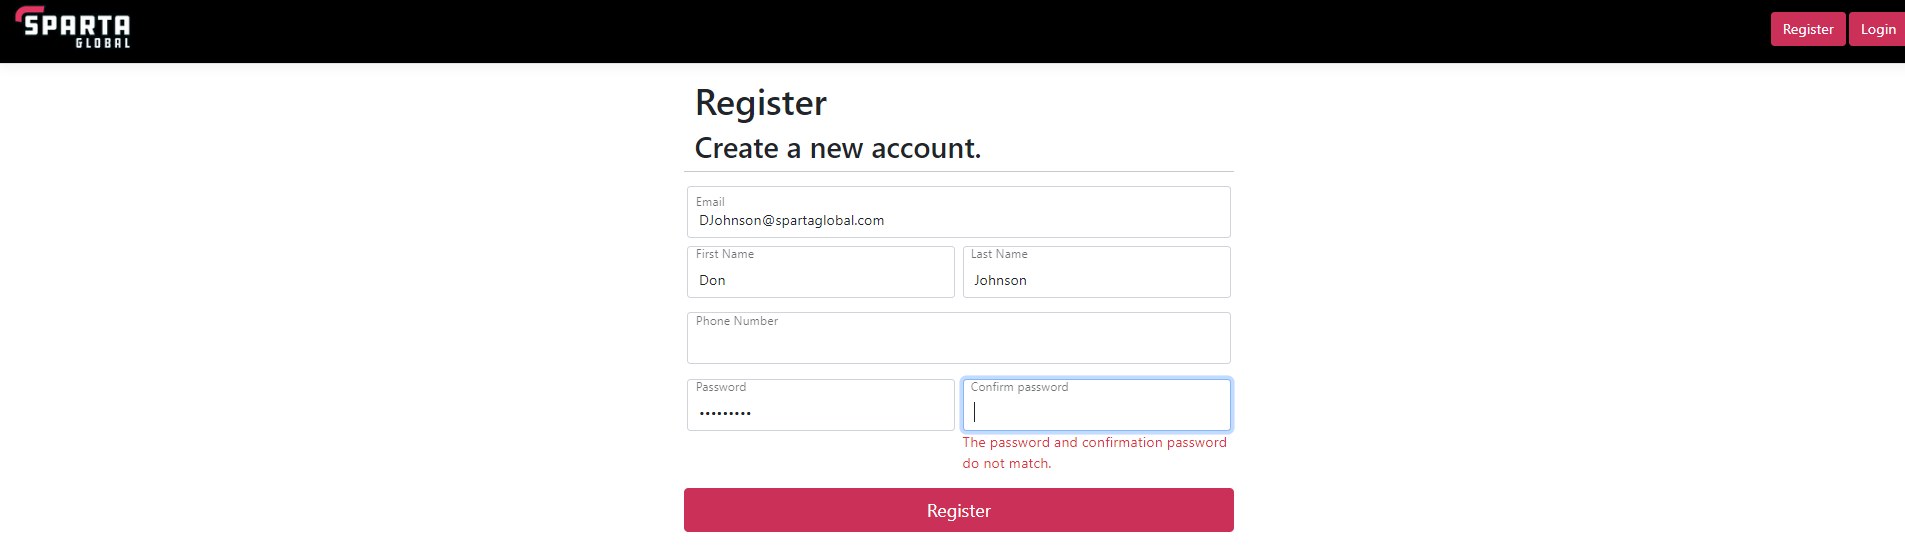 SPARTA
GLOBAL
Register Login
Register
Create a new account.
Email
DJohnson@spartaglobal.com
First Name
Don
Last Name
Johnson
Phone Number
Password
•••••••••
Confirm password
The password and confirmation password
do not match.
Register